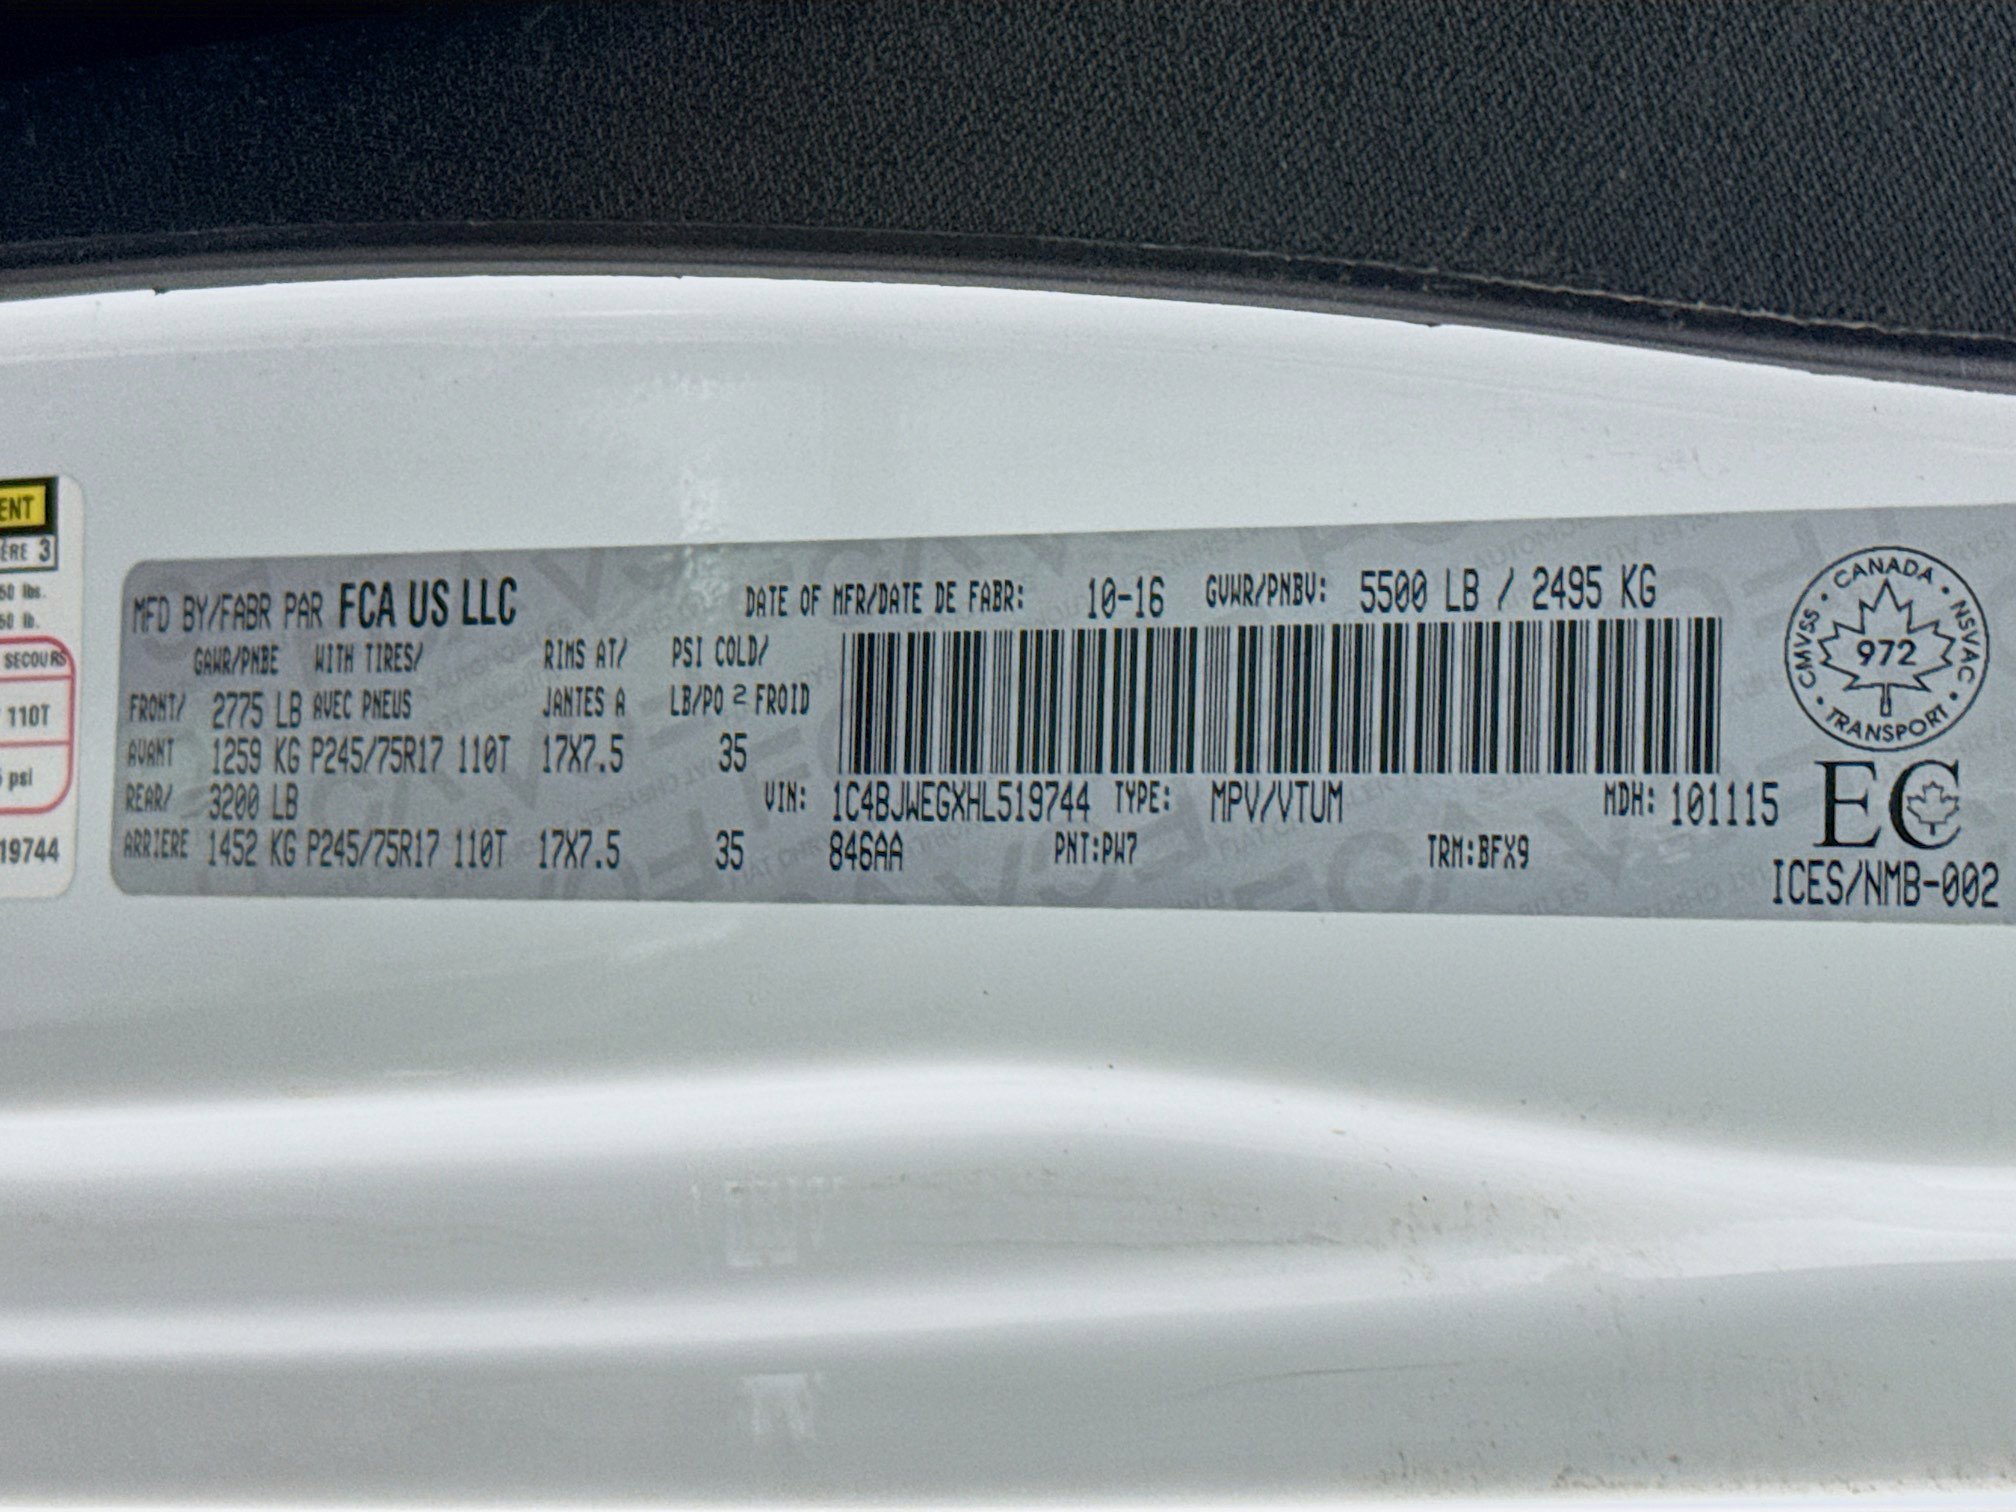 ENT
ÈRE 3
50 lbs.
50 lb.
SECOURS
110T
psi
19744
MFD BY/FABR PAR FCA US LLC
DATE OF MFR/DATE DE FABR: 10-16 GVWR/PNBV: 5500 LB / 2495 KG
GAWR/PNBE WITH TIRES/ RIMS AT/ PSI COLD/
FRONT/ 2775 LB AVEC PNEUS JANTES A LB/PO 2 FROID
AVANT 1259 KG P245/75R17 110T 17X7.5 35
REAR/ 3200 LB
ARRIERE 1452 KG P245/75R17 110T 17X7.5 35
VIN: 1C4BJWEGXHL519744 TYPE: MPV/VTUM MDH: 101115
846AA PNT:PW7 TRM:BFX9
CANADA • NSVAC • TRANSPORT • CMVSS •
972
EC
ICES/NMB-002